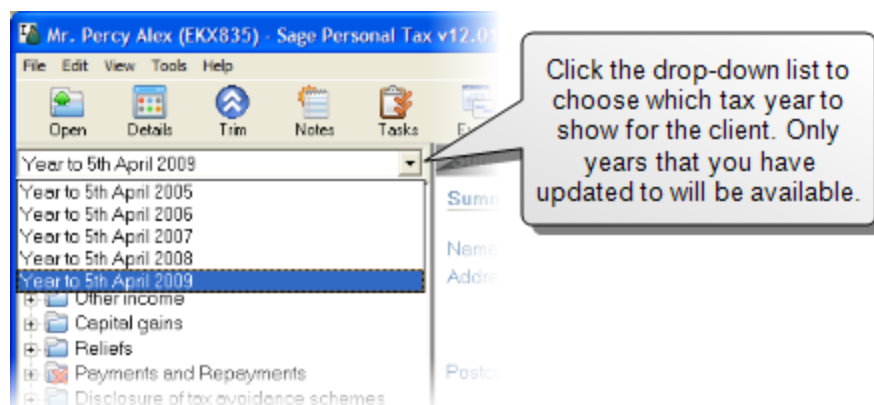 Mr. Percy Alex (EKX835) - Sage Personal Tax v12.01
File Edit View Tools Help
Open Details Trim Notes Tasks
Year to 5th April 2009
Year to 5th April 2005
Year to 5th April 2006
Year to 5th April 2007
Year to 5th April 2008
Year to 5th April 2009
Other income
Capital gains
Reliefs
Payments and Repayments
Disclosure of tax avoidance schemes
Name
Click the drop-down list to
choose which tax year to
show for the client. Only
years that you have
updated to will be available.